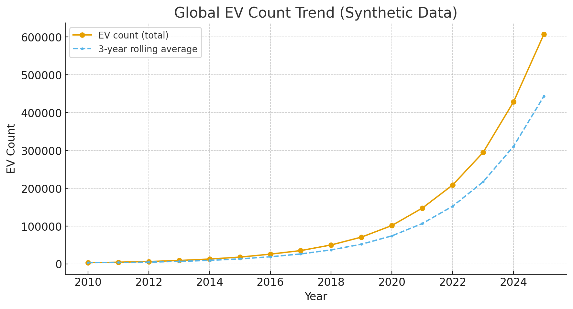 Global EV Count Trend (Synthetic Data)
EV count (total)
3-year rolling average
600000
500000
400000
300000
200000
100000
0
EV Count
2010 2012 2014 2016 2018 2020 2022 2024
Year